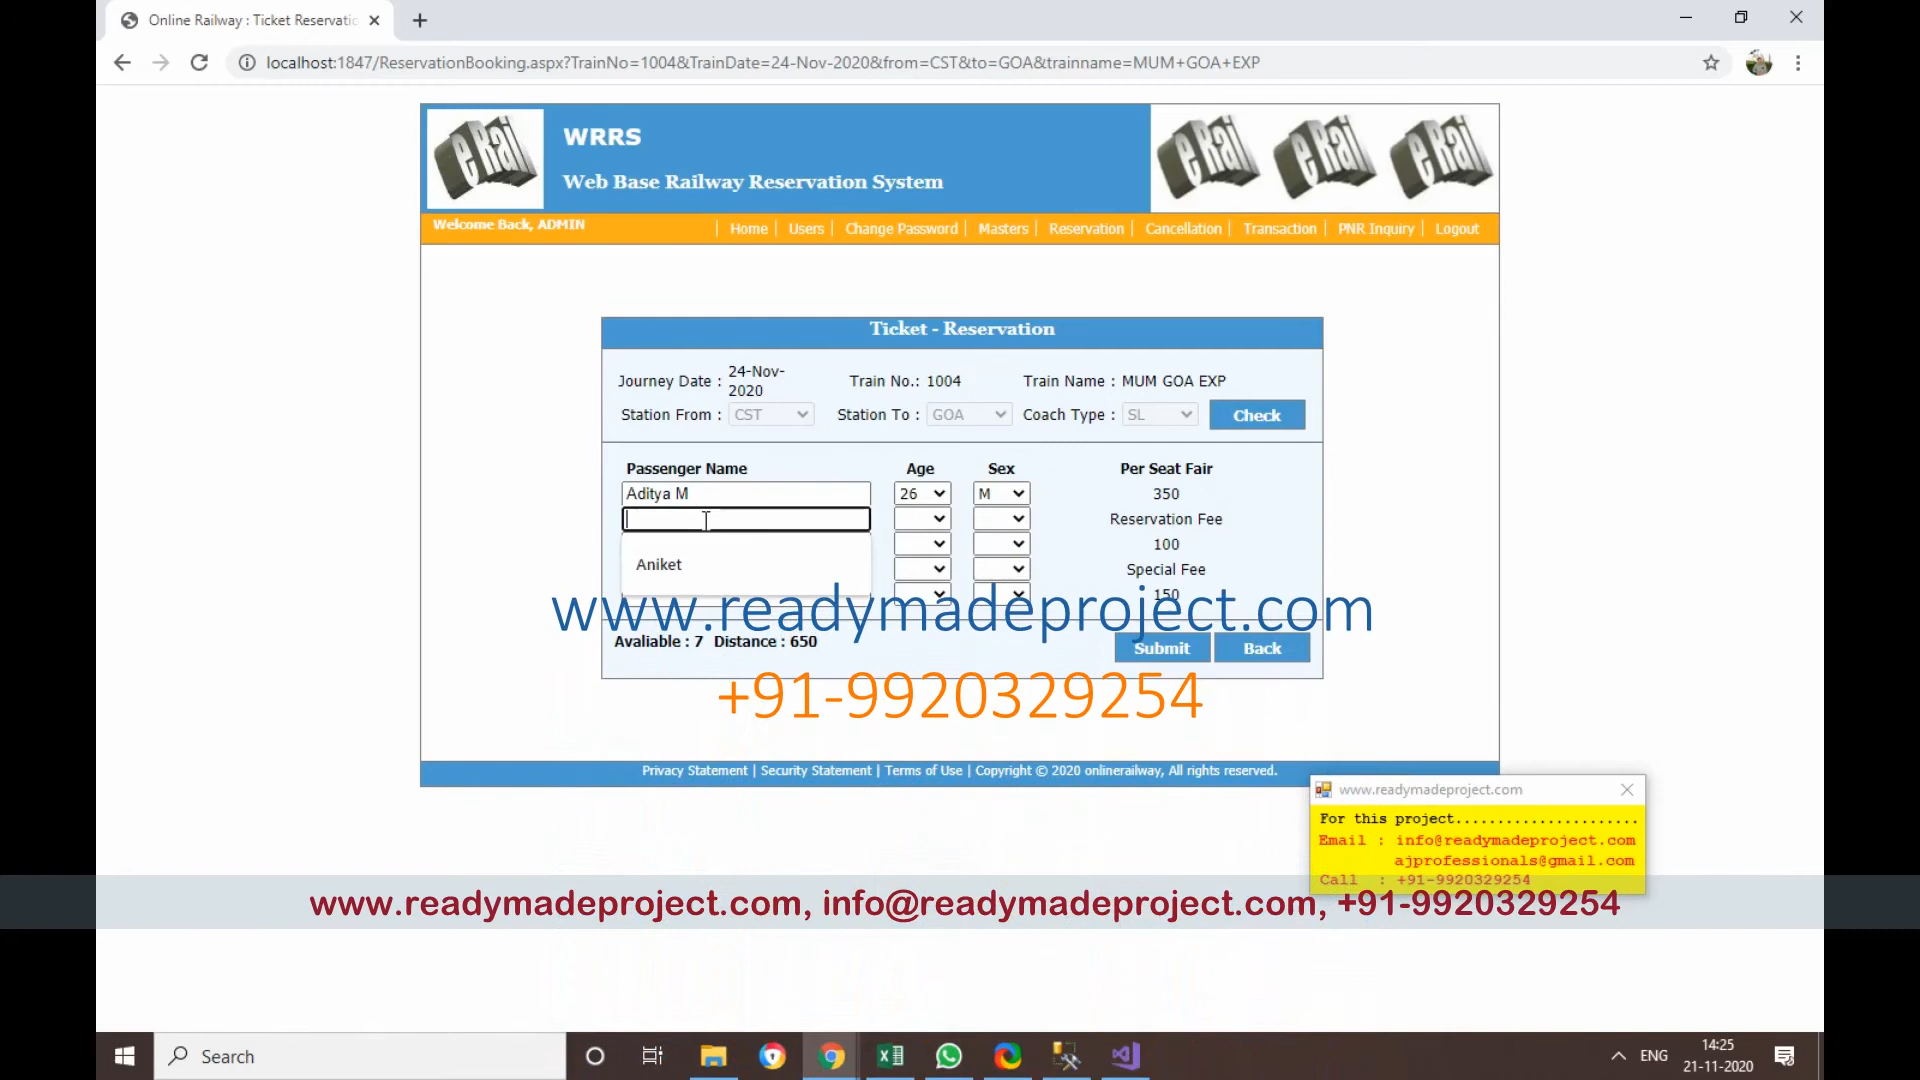 Online Railway : Ticket Reservatio
localhost:1847/ReservationBooking.aspx?TrainNo=1004&TrainDate=24-Nov-2020&from=CST&to=GOA&trainname=MUM+GOA+EXP
eRai
WRRS
Web Base Railway Reservation System
eRai eRai eRai
Welcome Back, ADMIN | Home | Users | Change Password | Masters | Reservation | Cancellation | Transaction | PNR Inquiry | Logout
Ticket - Reservation
Journey Date : 24-Nov-2020 Train No.: 1004 Train Name : MUM GOA EXP
Station From : CST Station To : GOA Coach Type : SL Check
Passenger Name Age Sex Per Seat Fair
Aditya M 26 M 350
Reservation Fee
100
Aniket Special Fee
150
www.readymadeproject.com
Avaliable : 7 Distance : 650 Submit Back
+91-9920329254
Privacy Statement | Security Statement | Terms of Use | Copyright © 2020 onlinerailway, All rights reserved.
www.readymadeproject.com
For this project......................
Email : info@readymadeproject.com
ajprofessionals@gmail.com
Call : +91-9920329254
www.readymadeproject.com, info@readymadeproject.com, +91-9920329254
Search
ENG
14:25
21-11-2020